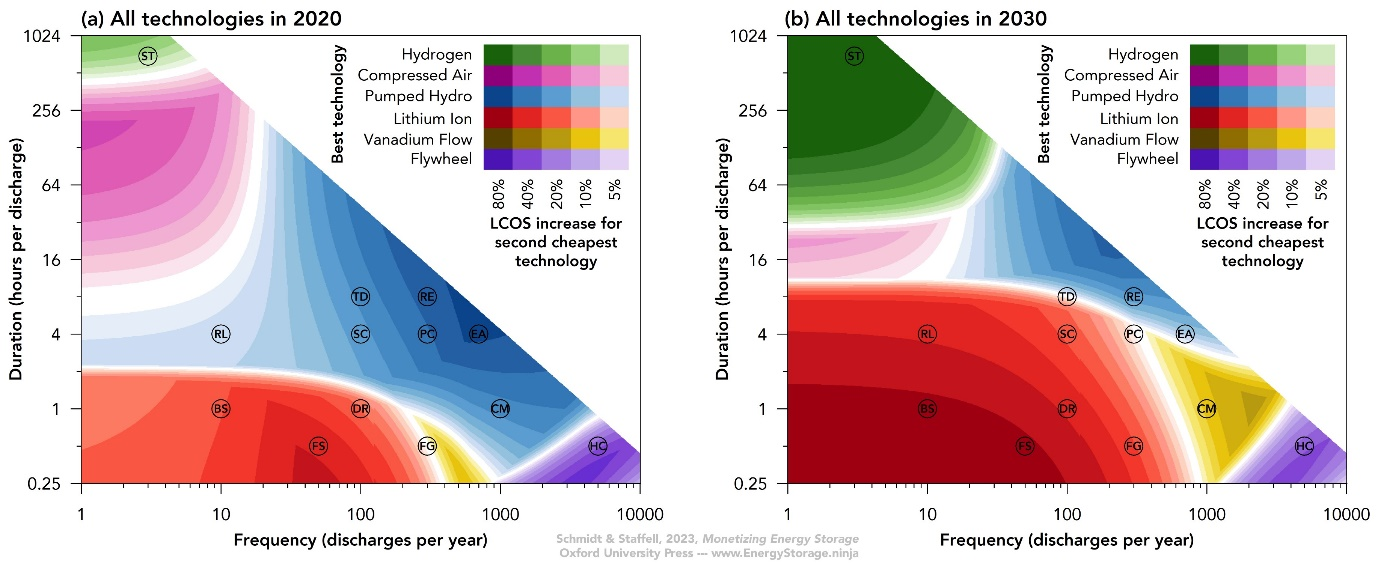 (a) All technologies in 2020
Duration (hours per discharge)
1024
256
64
16
4
1
0.25
Best technology
Hydrogen
Compressed Air
Pumped Hydro
Lithium Ion
Vanadium Flow
Flywheel
80%
40%
20%
10%
5%
LCOS increase for
second cheapest
technology
ST
TD
RE
RL
SC
PC
EA
BS
DR
CM
FS
FG
HC
1
10
100
1000
10000
Frequency (discharges per year)
(b) All technologies in 2030
Duration (hours per discharge)
1024
256
64
16
4
1
0.25
Best technology
Hydrogen
Compressed Air
Pumped Hydro
Lithium Ion
Vanadium Flow
Flywheel
80%
40%
20%
10%
5%
LCOS increase for
second cheapest
technology
ST
TD
RE
RL
SC
PC
EA
BS
DR
CM
FS
FG
HC
1
10
100
1000
10000
Frequency (discharges per year)
Schmidt & Staffell, 2023, Monetizing Energy Storage
Oxford University Press --- www.EnergyStorage.ninja